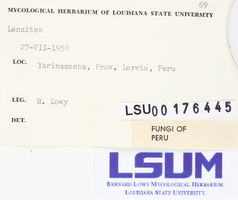 69
MYCOLOGICAL HERBARIUM OF LOUISIANA STATE UNIVERSITY
Lenzites
27-VII-1958
LOC. Yarinacocha, Prov. Loreto, Peru
LEG. B. Lowy
LSU00176445
DET.
FUNGI OF
PERU
LSUM
BERNARD LOWY MYCOLOGICAL HERBARIUM
LOUISIANA STATE UNIVERSITY